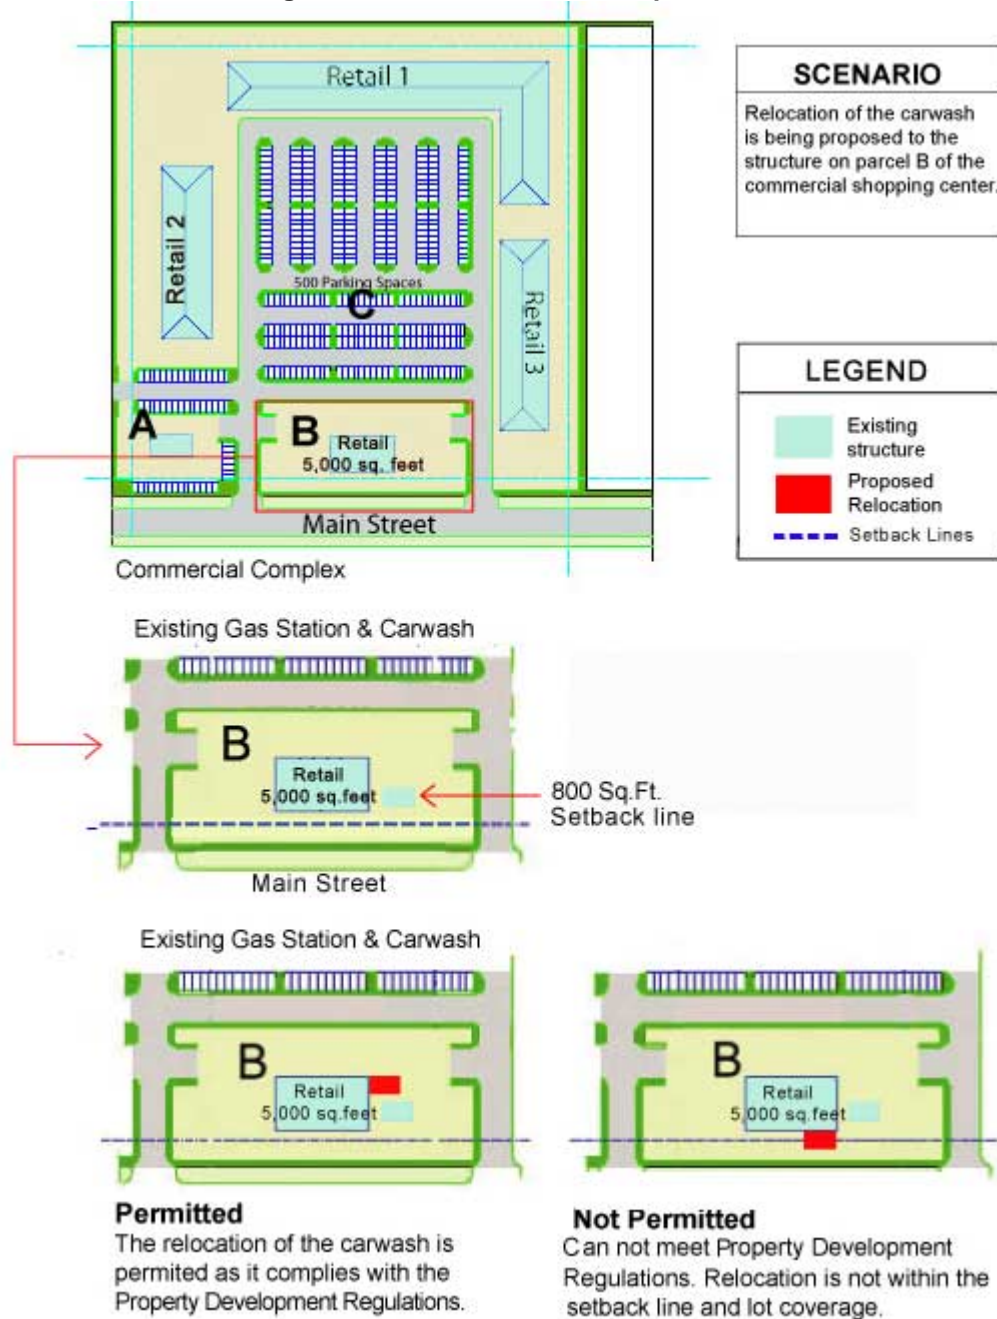 Retail 1
SCENARIO
Relocation of the carwash
is being proposed to the
structure on parcel B of the
commercial shopping center.
Retail 2
500 Parking Spaces
C
Retail 3
LEGEND
Existing
structure
Proposed
Relocation
Setback Lines
A
B
Retail
5,000 sq. feet
Main Street
Commercial Complex
Existing Gas Station & Carwash
B
Retail
5,000 sq.feet
800 Sq.Ft.
Setback line
Main Street
Existing Gas Station & Carwash
B
Retail
5,000 sq.feet
B
Retail
5,000 sq.feet
Permitted
The relocation of the carwash is
permited as it complies with the
Property Development Regulations.
Not Permitted
Can not meet Property Development
Regulations. Relocation is not within the
setback line and lot coverage.